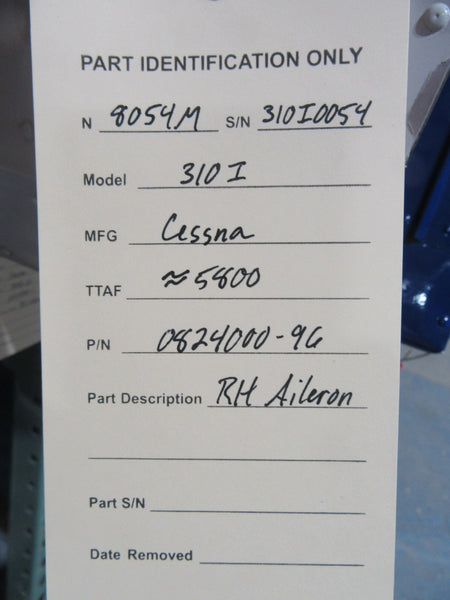 PART IDENTIFICATION ONLY
N 8054M S/N 310I0054
Model 310 I
MFG Cessna
TTAF ≈5800
P/N 0824000-96
Part Description RH Aileron
Part S/N
Date Removed